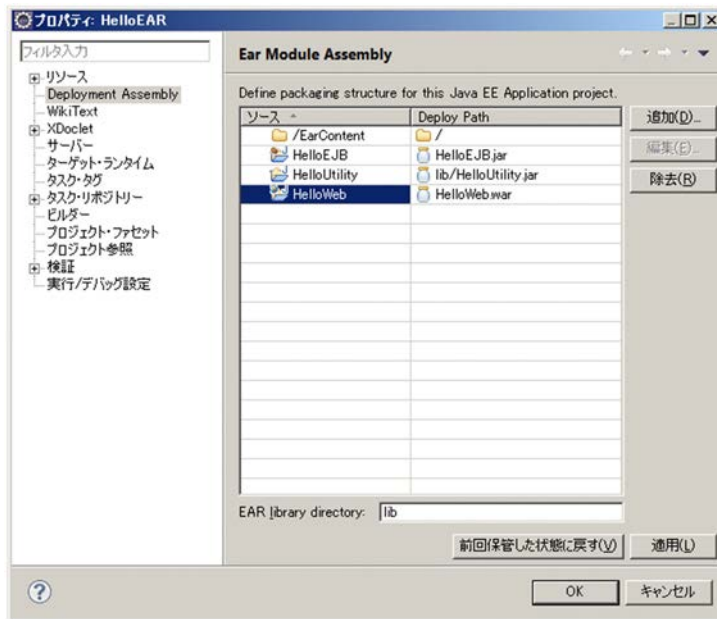 プロパティ: HelloEAR
フィルタ入力
リソース
Deployment Assembly
WikiText
XDoclet
サーバー
ターゲット・ランタイム
タスク・タグ
タスク・リポジトリー
ビルダー
プロジェクト・ファセット
プロジェクト参照
検証
実行/デバッグ設定
Ear Module Assembly
Define packaging structure for this Java EE Application project.
ソース Deploy Path
/EarContent /
HelloEJB HelloEJB.jar
HelloUtility lib/HelloUtility.jar
HelloWeb HelloWeb.war
追加(D)...
編集(E)...
除去(R)
EAR library directory: lib
前回保管した状態に戻す(V) 適用(L)
? OK キャンセル